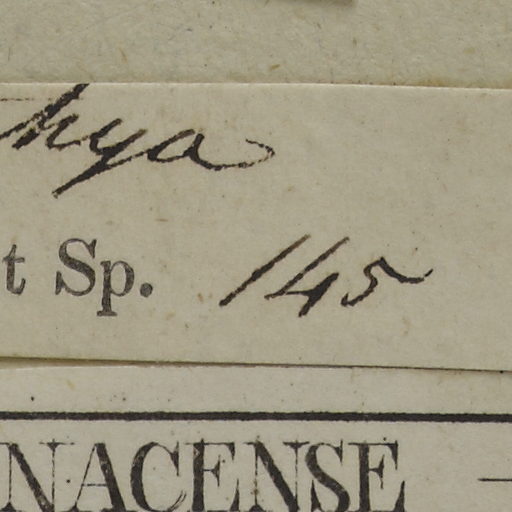 hya
t Sp. 145
NACENSE